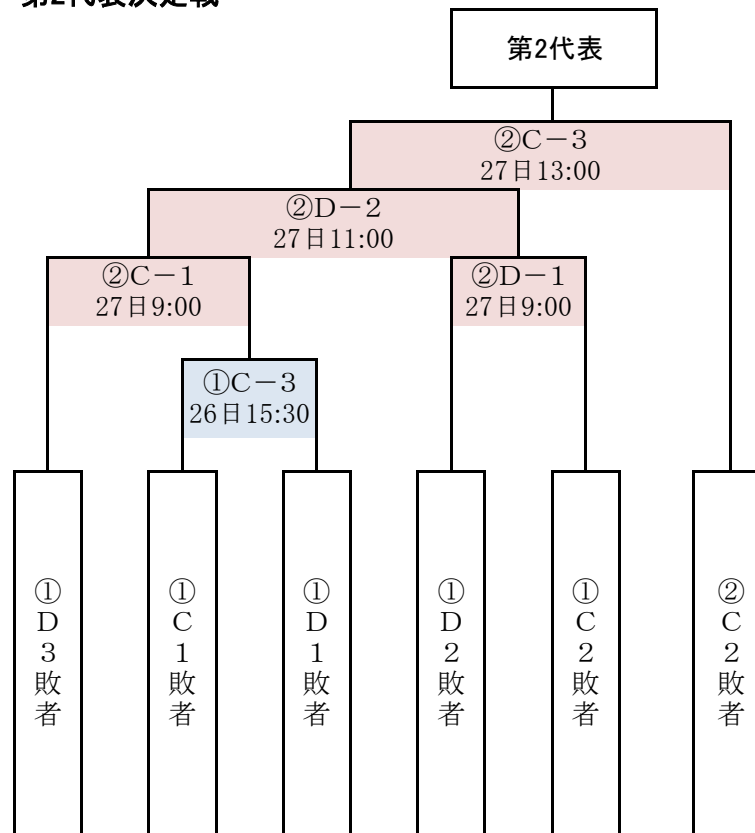 第2代表決定戦
第2代表
②C－3
27日13:00
②D－2
27日11:00
②C－1
27日9:00
②D－1
27日9:00
①C－3
26日15:30
①D3敗者
①C1敗者
①D1敗者
①D2敗者
①C2敗者
②C2敗者